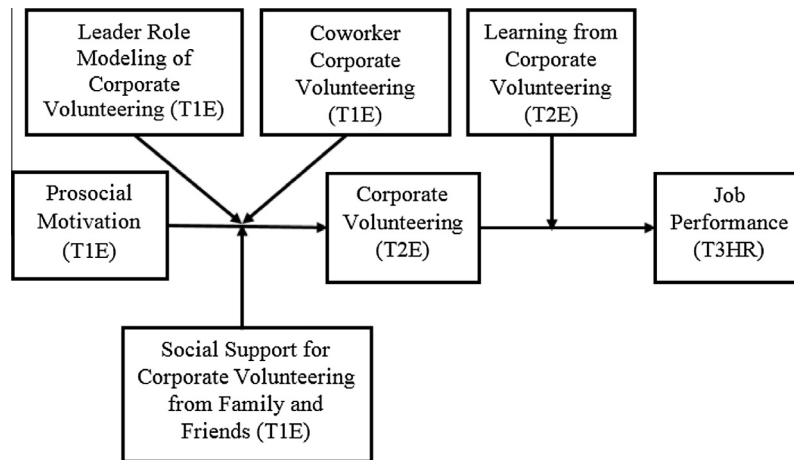 Leader Role
Modeling of
Corporate
Volunteering (T1E)
Coworker
Corporate
Volunteering
(T1E)
Learning from
Corporate
Volunteering
(T2E)
Prosocial
Motivation
(T1E)
Corporate
Volunteering
(T2E)
Job
Performance
(T3HR)
Social Support for
Corporate Volunteering
from Family and
Friends (T1E)